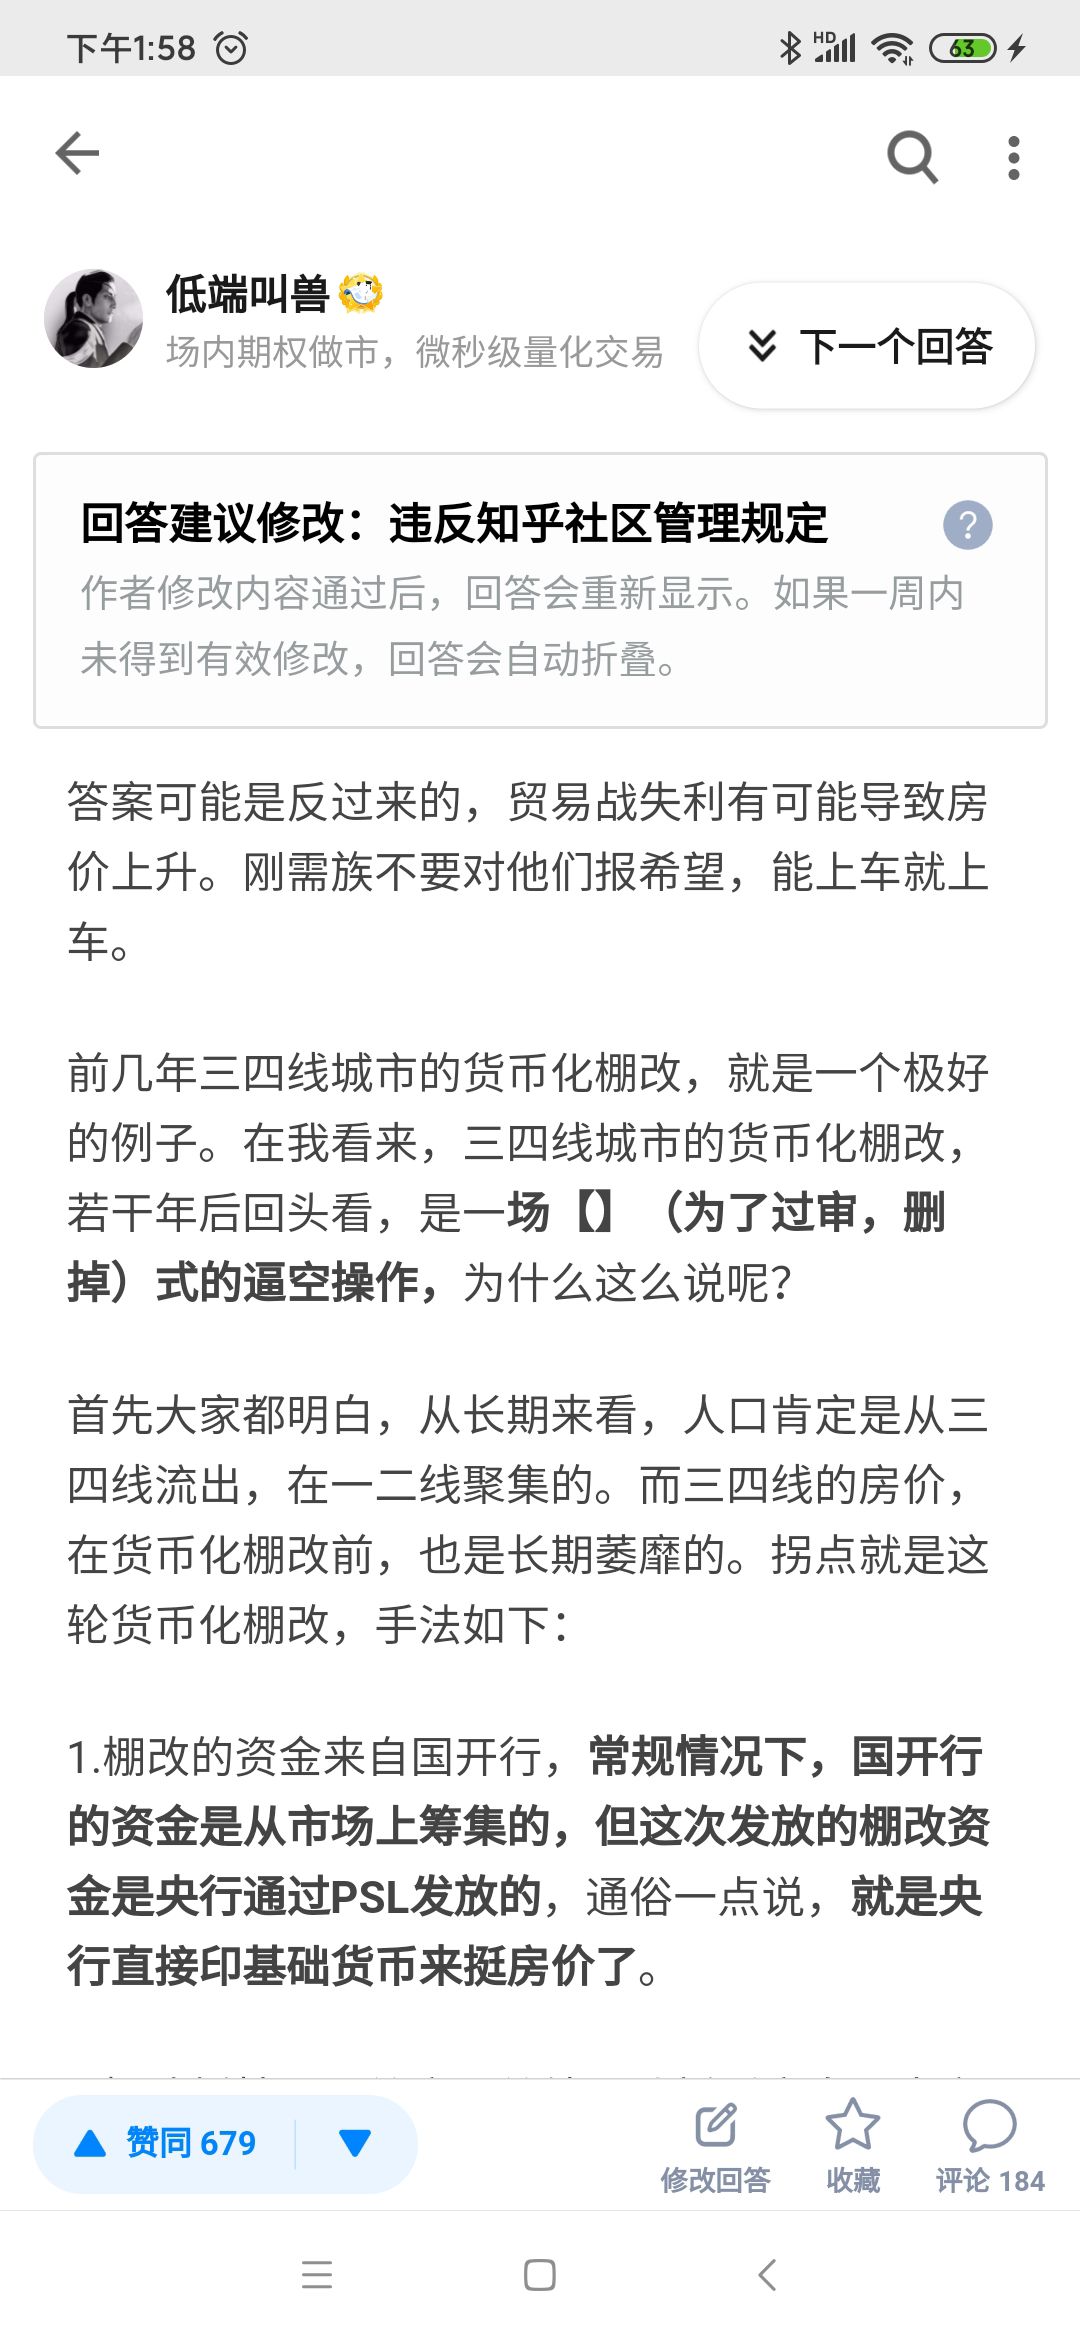 下午1:58
HD
63
低端叫兽
场内期权做市，微秒级量化交易
下一个回答
回答建议修改：违反知乎社区管理规定
?
作者修改内容通过后，回答会重新显示。如果一周内
未得到有效修改，回答会自动折叠。
答案可能是反过来的，贸易战失利有可能导致房
价上升。刚需族不要对他们报希望，能上车就上
车。
前几年三四线城市的货币化棚改，就是一个极好
的例子。在我看来，三四线城市的货币化棚改，
若干年后回头看，是一场【】（为了过审，删
掉）式的逼空操作，为什么这么说呢？
首先大家都明白，从长期来看，人口肯定是从三
四线流出，在一二线聚集的。而三四线的房价，
在货币化棚改前，也是长期萎靡的。拐点就是这
轮货币化棚改，手法如下：
1.棚改的资金来自国开行，常规情况下，国开行
的资金是从市场上筹集的，但这次发放的棚改资
金是央行通过PSL发放的，通俗一点说，就是央
行直接印基础货币来挺房价了。
赞同 679
修改回答
收藏
评论 184